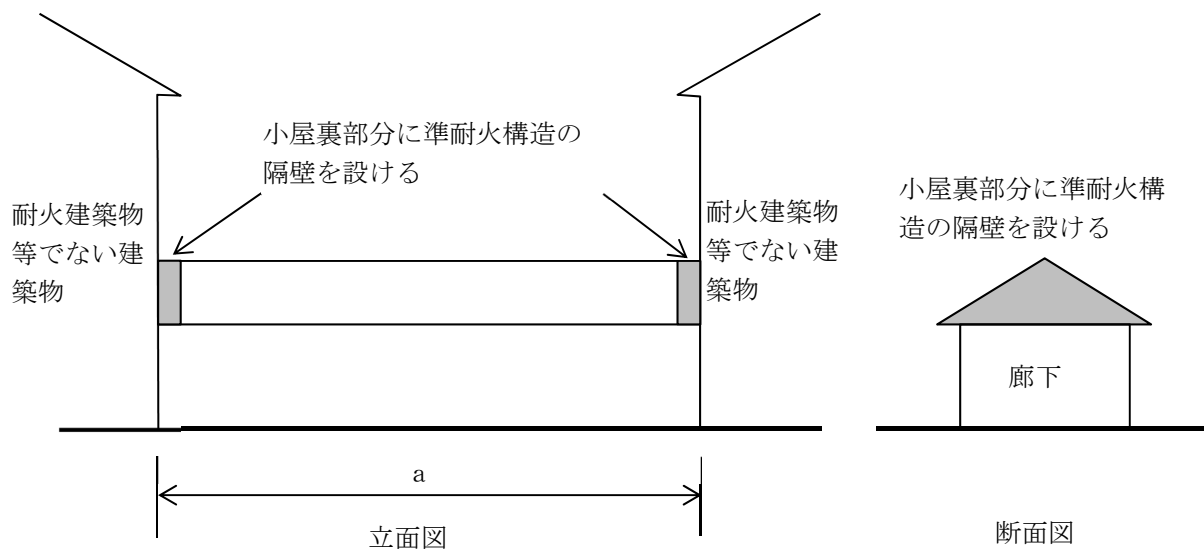 小屋裏部分に準耐火構造の
隔壁を設ける
耐火建築物
等でない建
築物
耐火建築物
等でない建
築物
a
立面図
小屋裏部分に準耐火構
造の隔壁を設ける
廊下
断面図